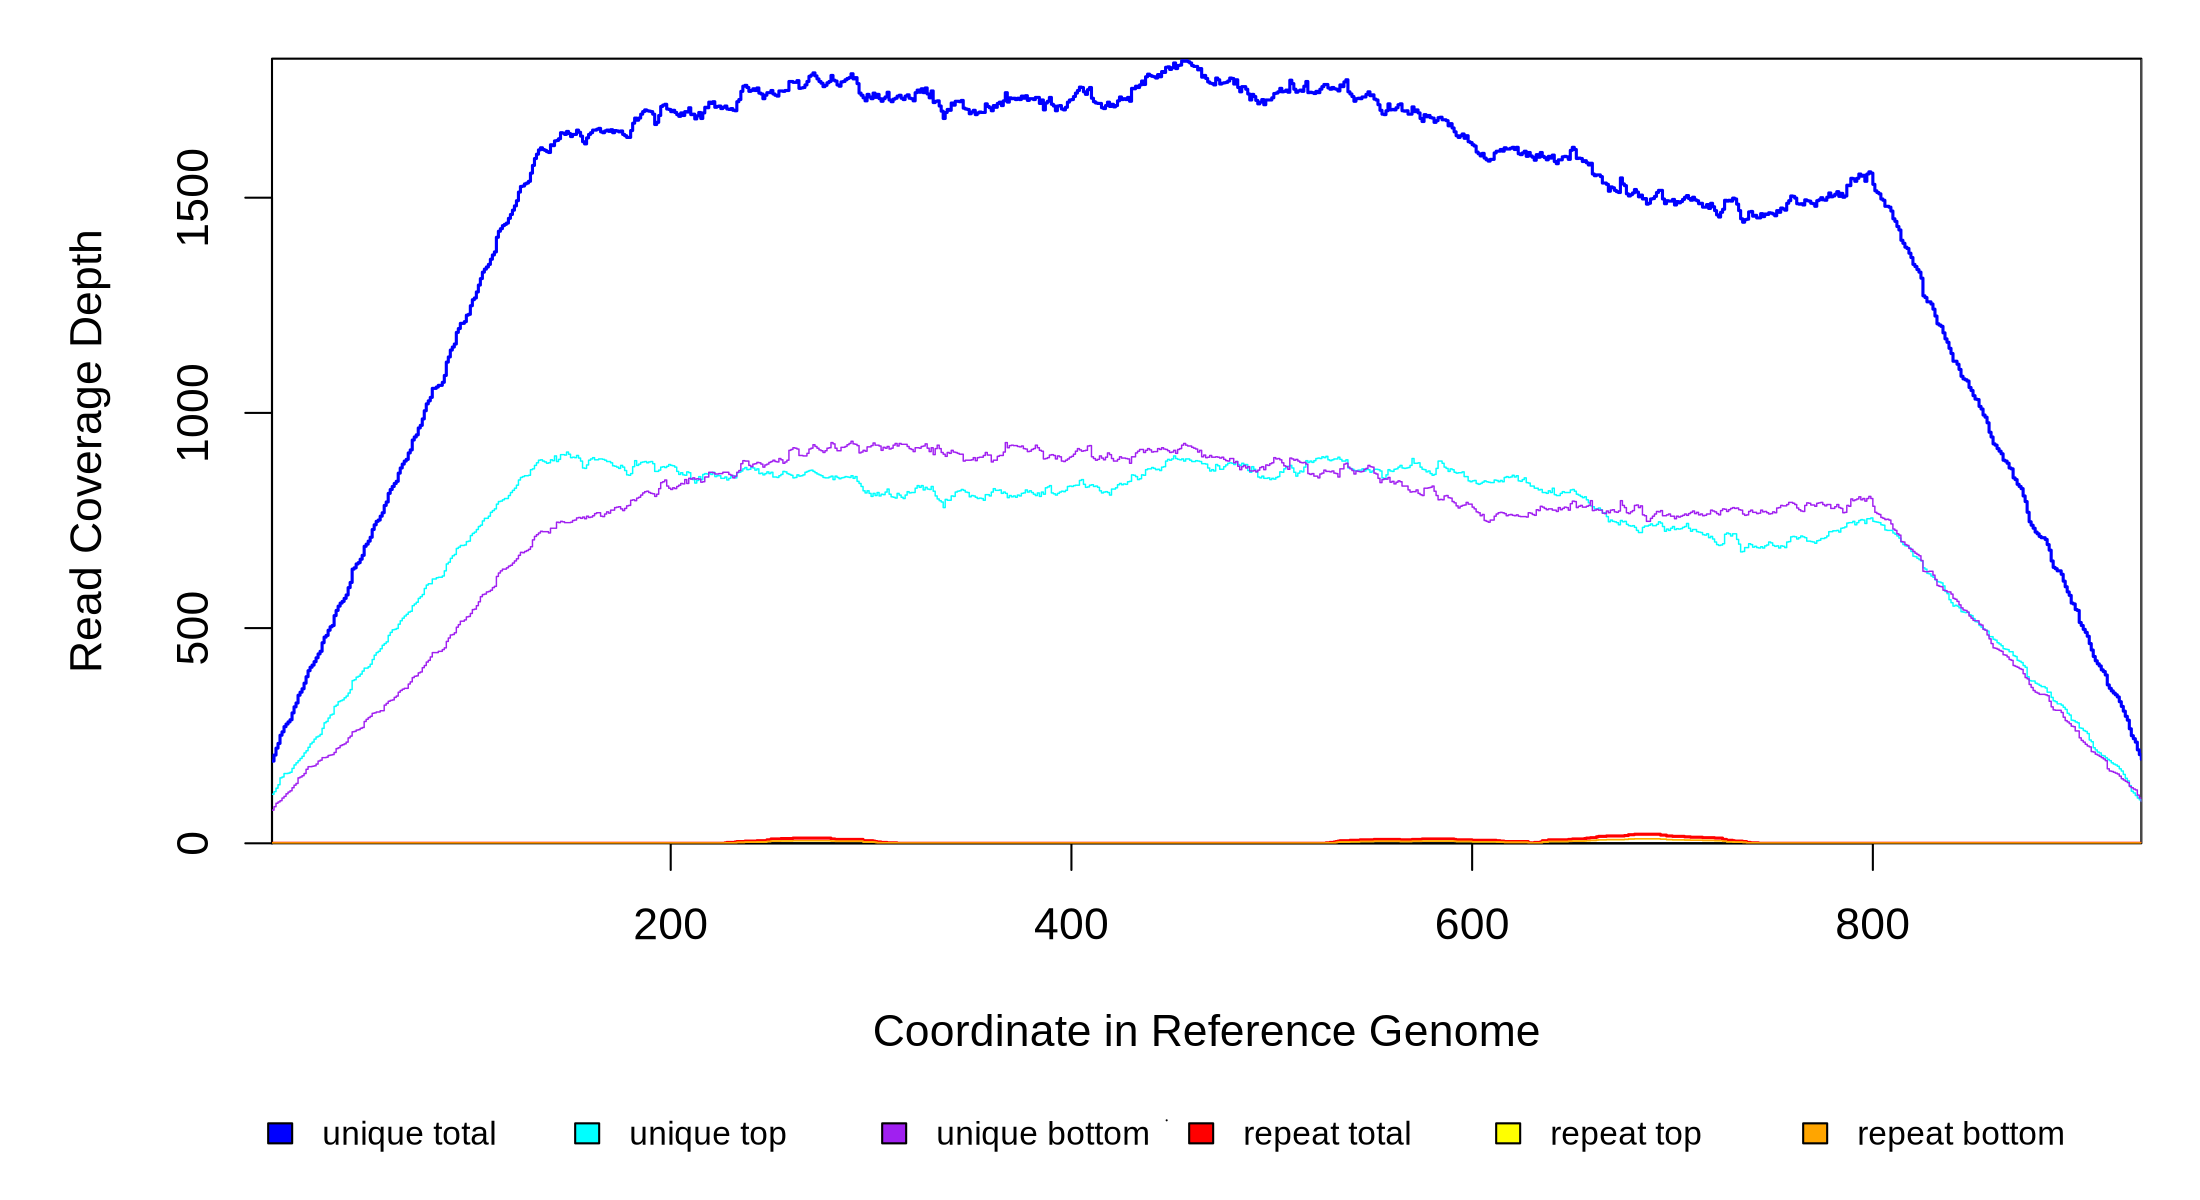 Read Coverage Depth
1500
1000
500
0
200 400 600 800
Coordinate in Reference Genome
unique total unique top unique bottom repeat total repeat top repeat bottom